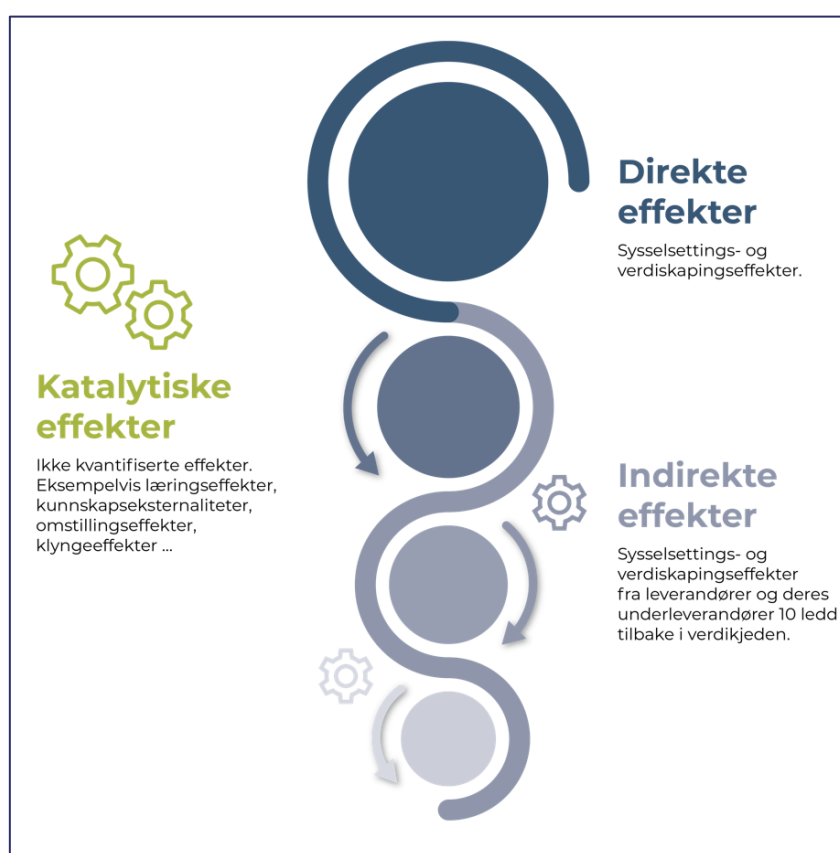 Direkte
effekter
Sysselsettings- og
verdiskapingseffekter.
Katalytiske
effekter
Ikke kvantifiserte effekter.
Eksempelvis læringseffekter,
kunnskapseksternaliteter,
omstillingseffekter,
klyngeeffekter ...
Indirekte
effekter
Sysselsettings- og
verdiskapingseffekter
fra leverandører og deres
underleverandører 10 ledd
tilbake i verdikjeden.